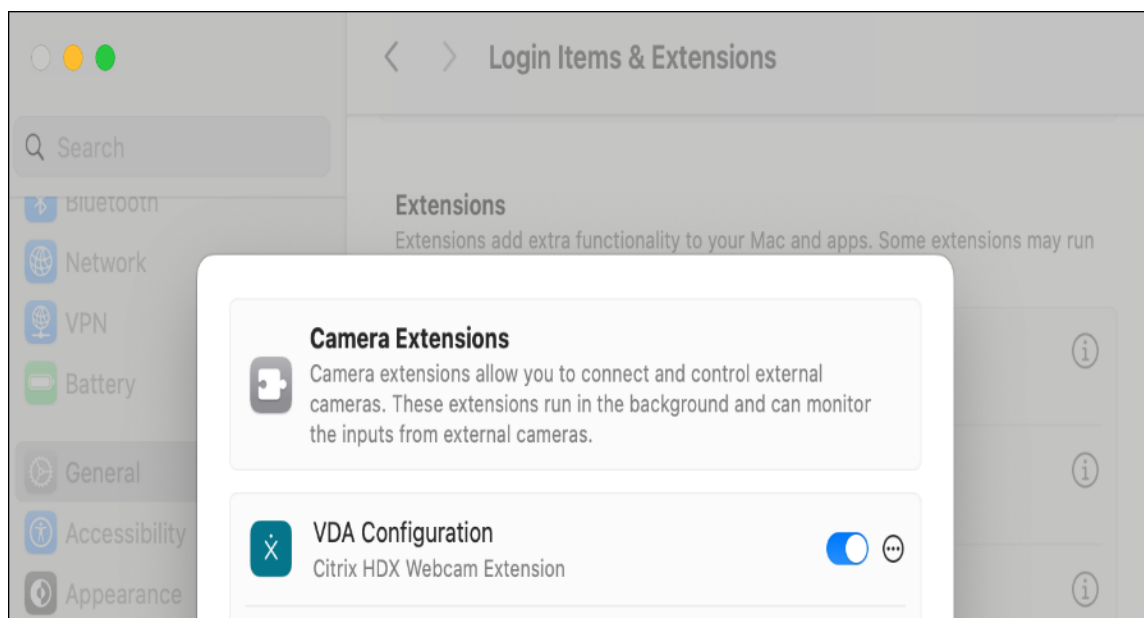 Login Items & Extensions
Search
Bluetooth
Network
VPN
Battery
General
Accessibility
Appearance
Extensions
Extensions add extra functionality to your Mac and apps. Some extensions may run
Camera Extensions
Camera extensions allow you to connect and control external
cameras. These extensions run in the background and can monitor
the inputs from external cameras.
VDA Configuration
Citrix HDX Webcam Extension